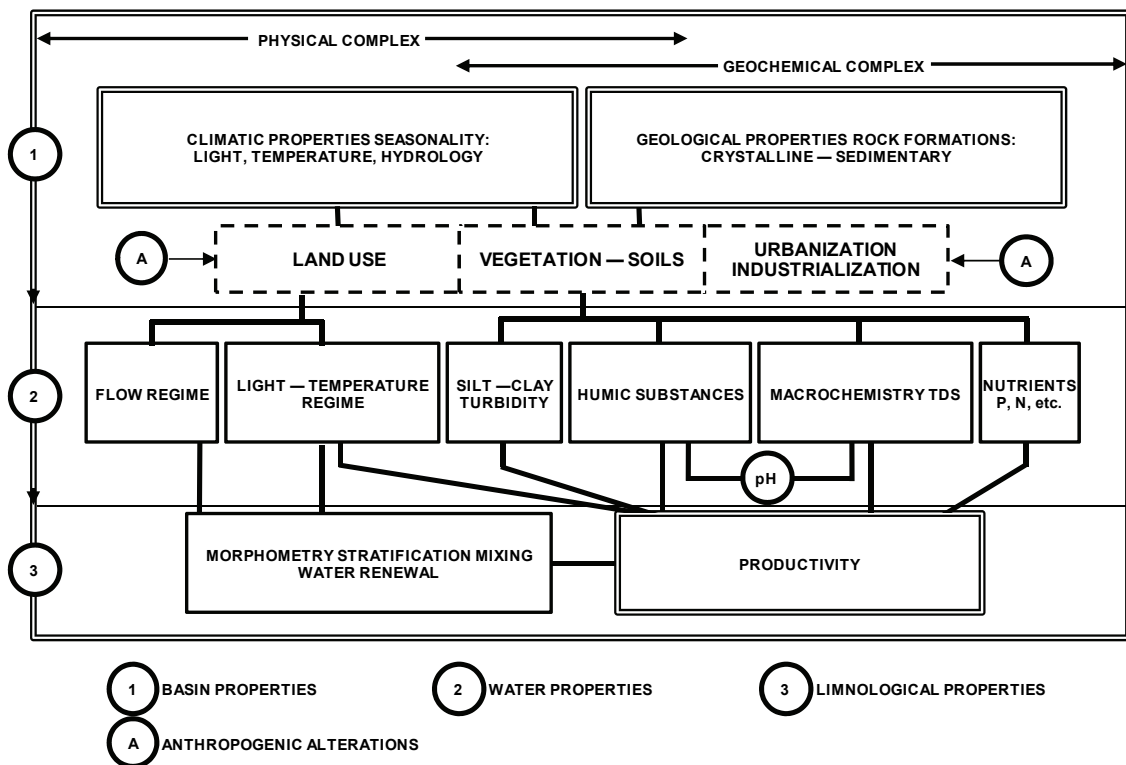 PHYSICAL COMPLEX
GEOCHEMICAL COMPLEX
CLIMATIC PROPERTIES SEASONALITY:
LIGHT, TEMPERATURE, HYDROLOGY
GEOLOGICAL PROPERTIES ROCK FORMATIONS:
CRYSTALLINE — SEDIMENTARY
1
A
LAND USE
VEGETATION — SOILS
URBANIZATION
INDUSTRIALIZATION
A
2
FLOW REGIME
LIGHT — TEMPERATURE
REGIME
SILT —CLAY
TURBIDITY
HUMIC SUBSTANCES
MACROCHEMISTRY TDS
NUTRIENTS
P, N, etc.
pH
3
MORPHOMETRY STRATIFICATION MIXING
WATER RENEWAL
PRODUCTIVITY
1 BASIN PROPERTIES
2 WATER PROPERTIES
3 LIMNOLOGICAL PROPERTIES
A ANTHROPOGENIC ALTERATIONS